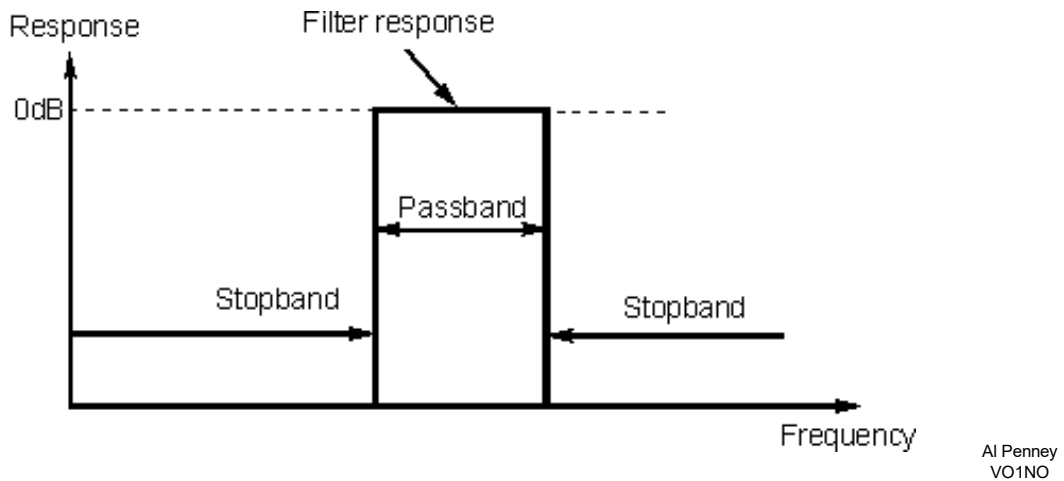 Response
Filter response
0dB
Passband
Stopband
Stopband
Frequency
Al Penney
VO1NO